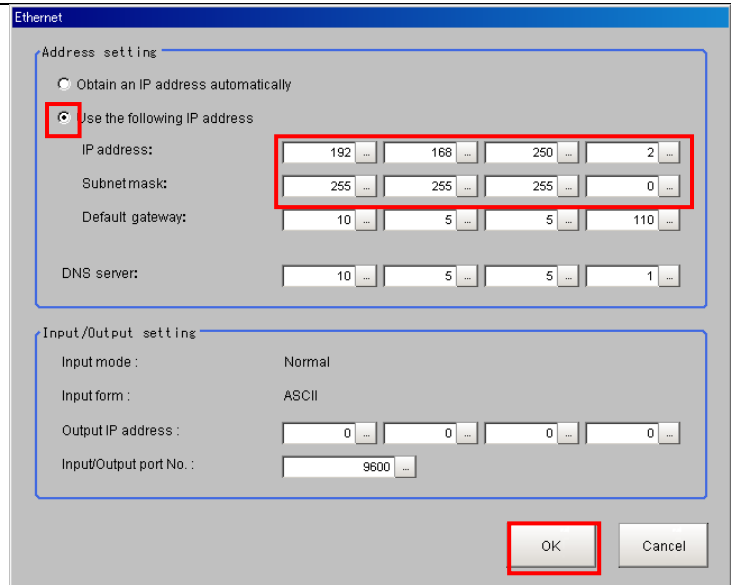 Ethernet
Address setting
Obtain an IP address automatically
Use the following IP address
IP address: 192 ... 168 ... 250 ... 2 ...
Subnet mask: 255 ... 255 ... 255 ... 0 ...
Default gateway: 10 ... 5 ... 5 ... 110 ...
DNS server: 10 ... 5 ... 5 ... 1 ...
Input/Output setting
Input mode : Normal
Input form : ASCII
Output IP address : 0 ... 0 ... 0 ... 0 ...
Input/Output port No. : 9600 ...
OK Cancel